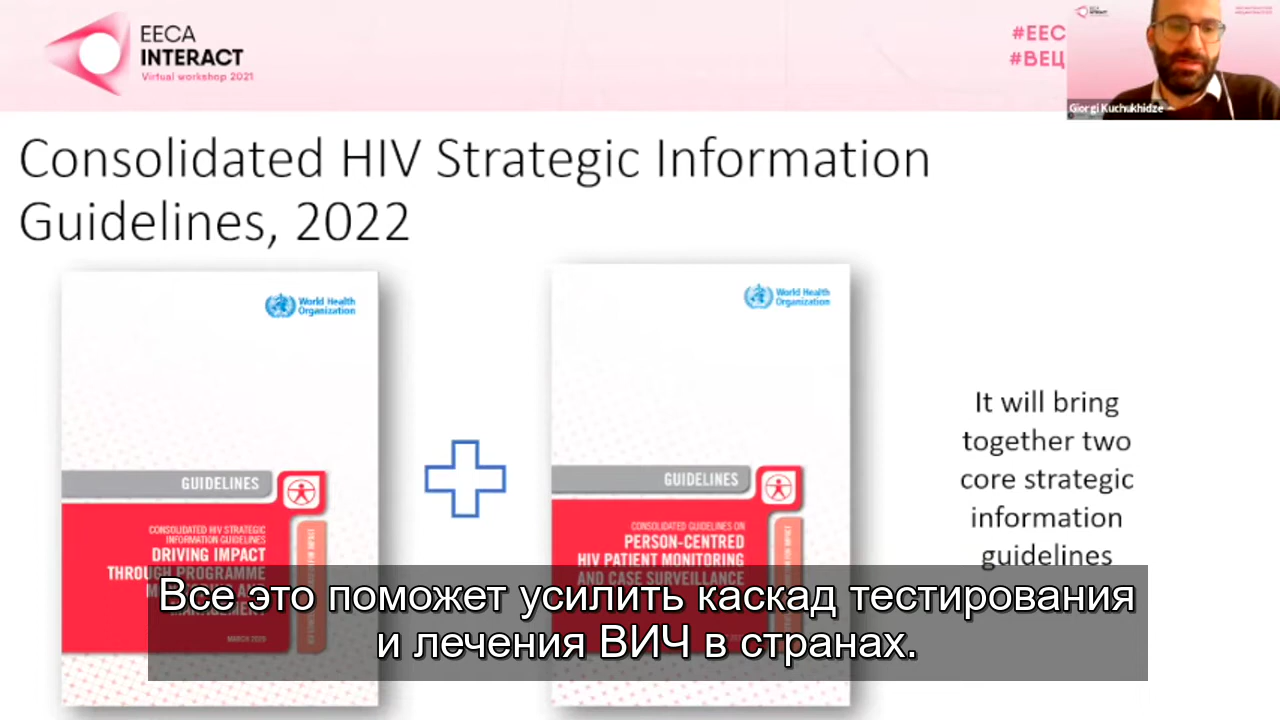 EECA
INTERACT
Virtual workshop 2021
#EEC
#ВЕЦ
Giorgi Kuchukhidze
Consolidated HIV Strategic Information
Guidelines, 2022
World Health
Organization
GUIDELINES
CONSOLIDATED HIV STRATEGIC
INFORMATION GUIDELINES
DRIVING IMPACT
THROUGH PROGRAMME
MANAGEMENT
MARCH 2020
World Health
Organization
GUIDELINES
CONSOLIDATED GUIDELINES ON
PERSON-CENTRED
HIV PATIENT MONITORING
AND CASE SURVEILLANCE
It will bring
together two
core strategic
information
guidelines
Все это поможет усилить каскад тестирования
и лечения ВИЧ в странах.